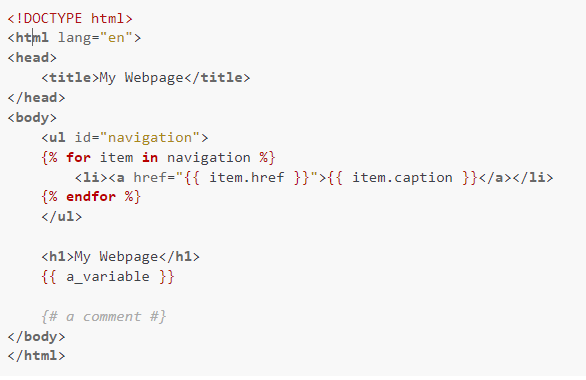 <!DOCTYPE html>
<html lang="en">
<head>
    <title>My Webpage</title>
</head>
<body>
    <ul id="navigation">
    {% for item in navigation %}
        <li><a href="{{ item.href }}">{{ item.caption }}</a></li>
    {% endfor %}
    </ul>

    <h1>My Webpage</h1>
    {{ a_variable }}

    {# a comment #}
</body>
</html>